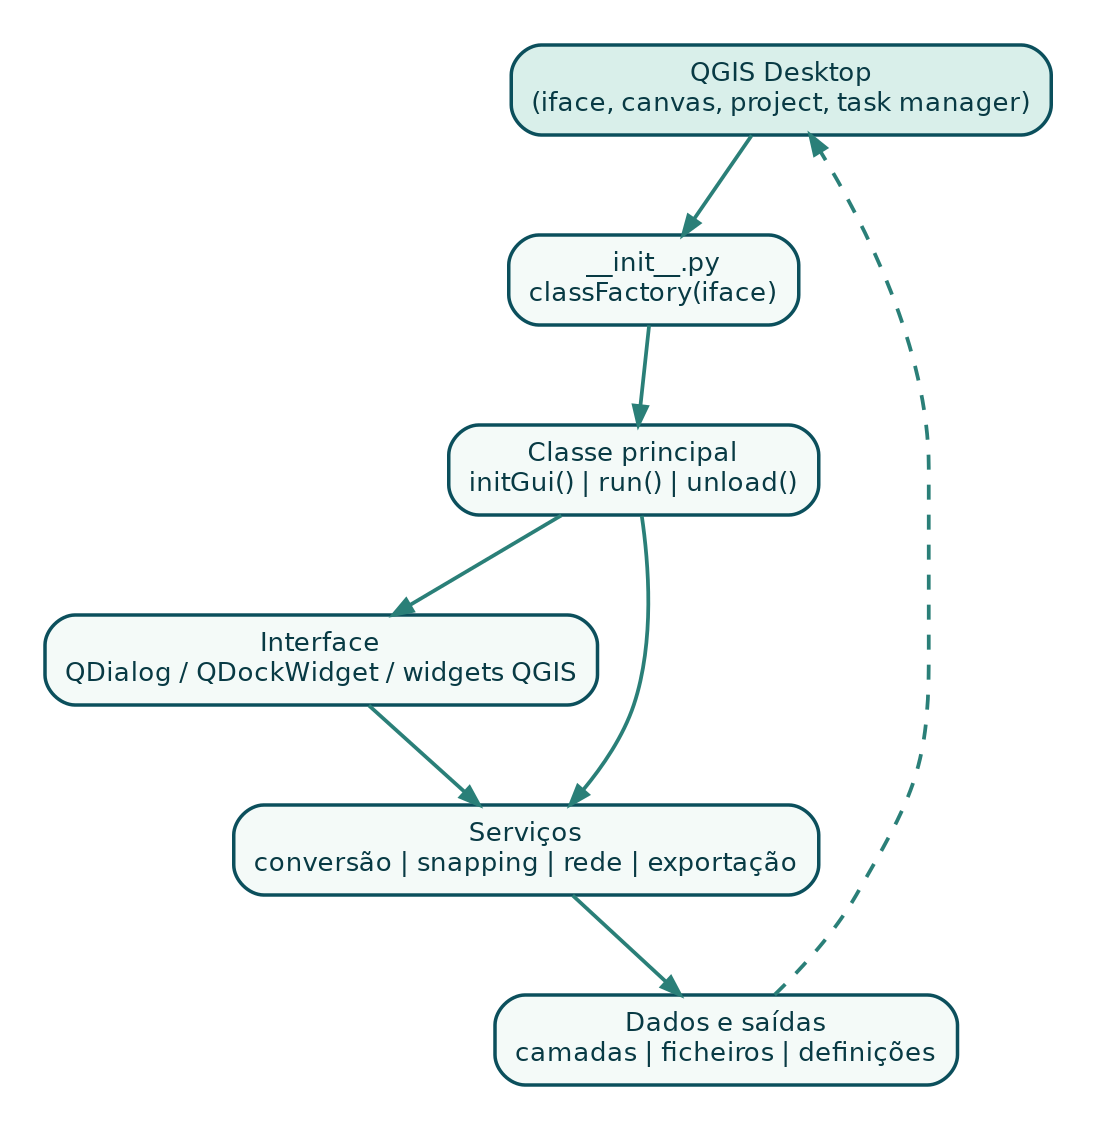 QGIS Desktop
(iface, canvas, project, task manager)
__init__.py
classFactory(iface)
Classe principal
initGui() | run() | unload()
Interface
QDialog / QDockWidget / widgets QGIS
Serviços
conversão | snapping | rede | exportação
Dados e saídas
camadas | ficheiros | definições